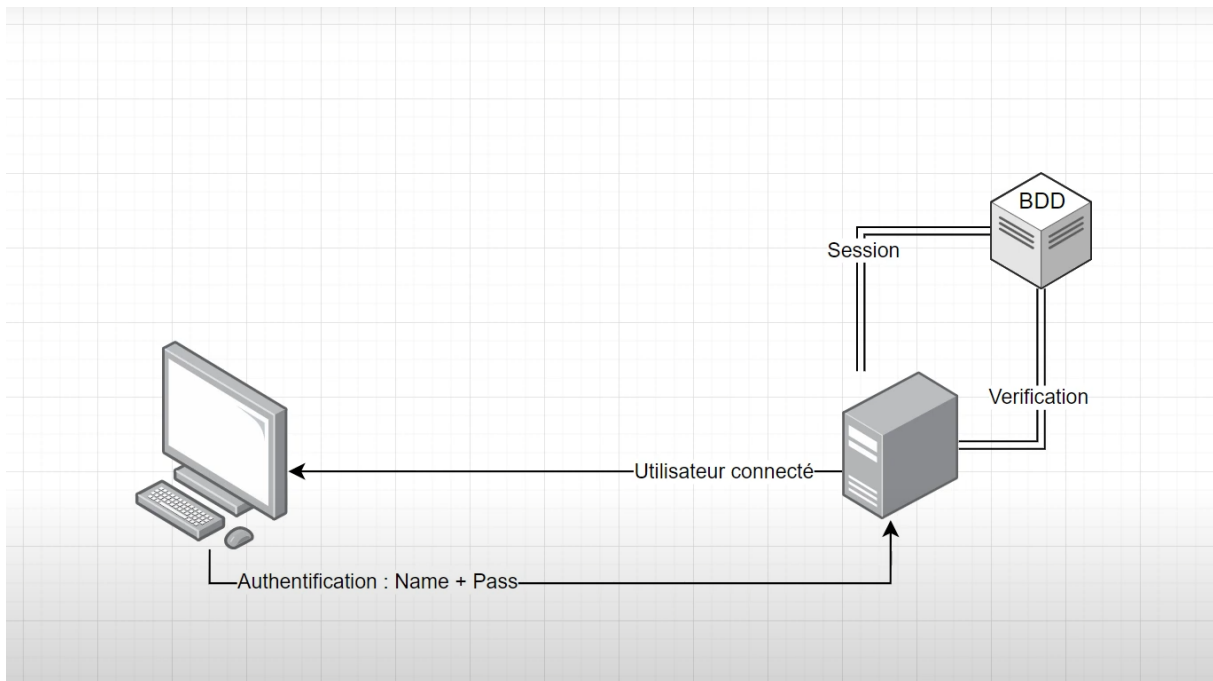 BDD
Session
Verification
Utilisateur connecté
Authentification : Name + Pass